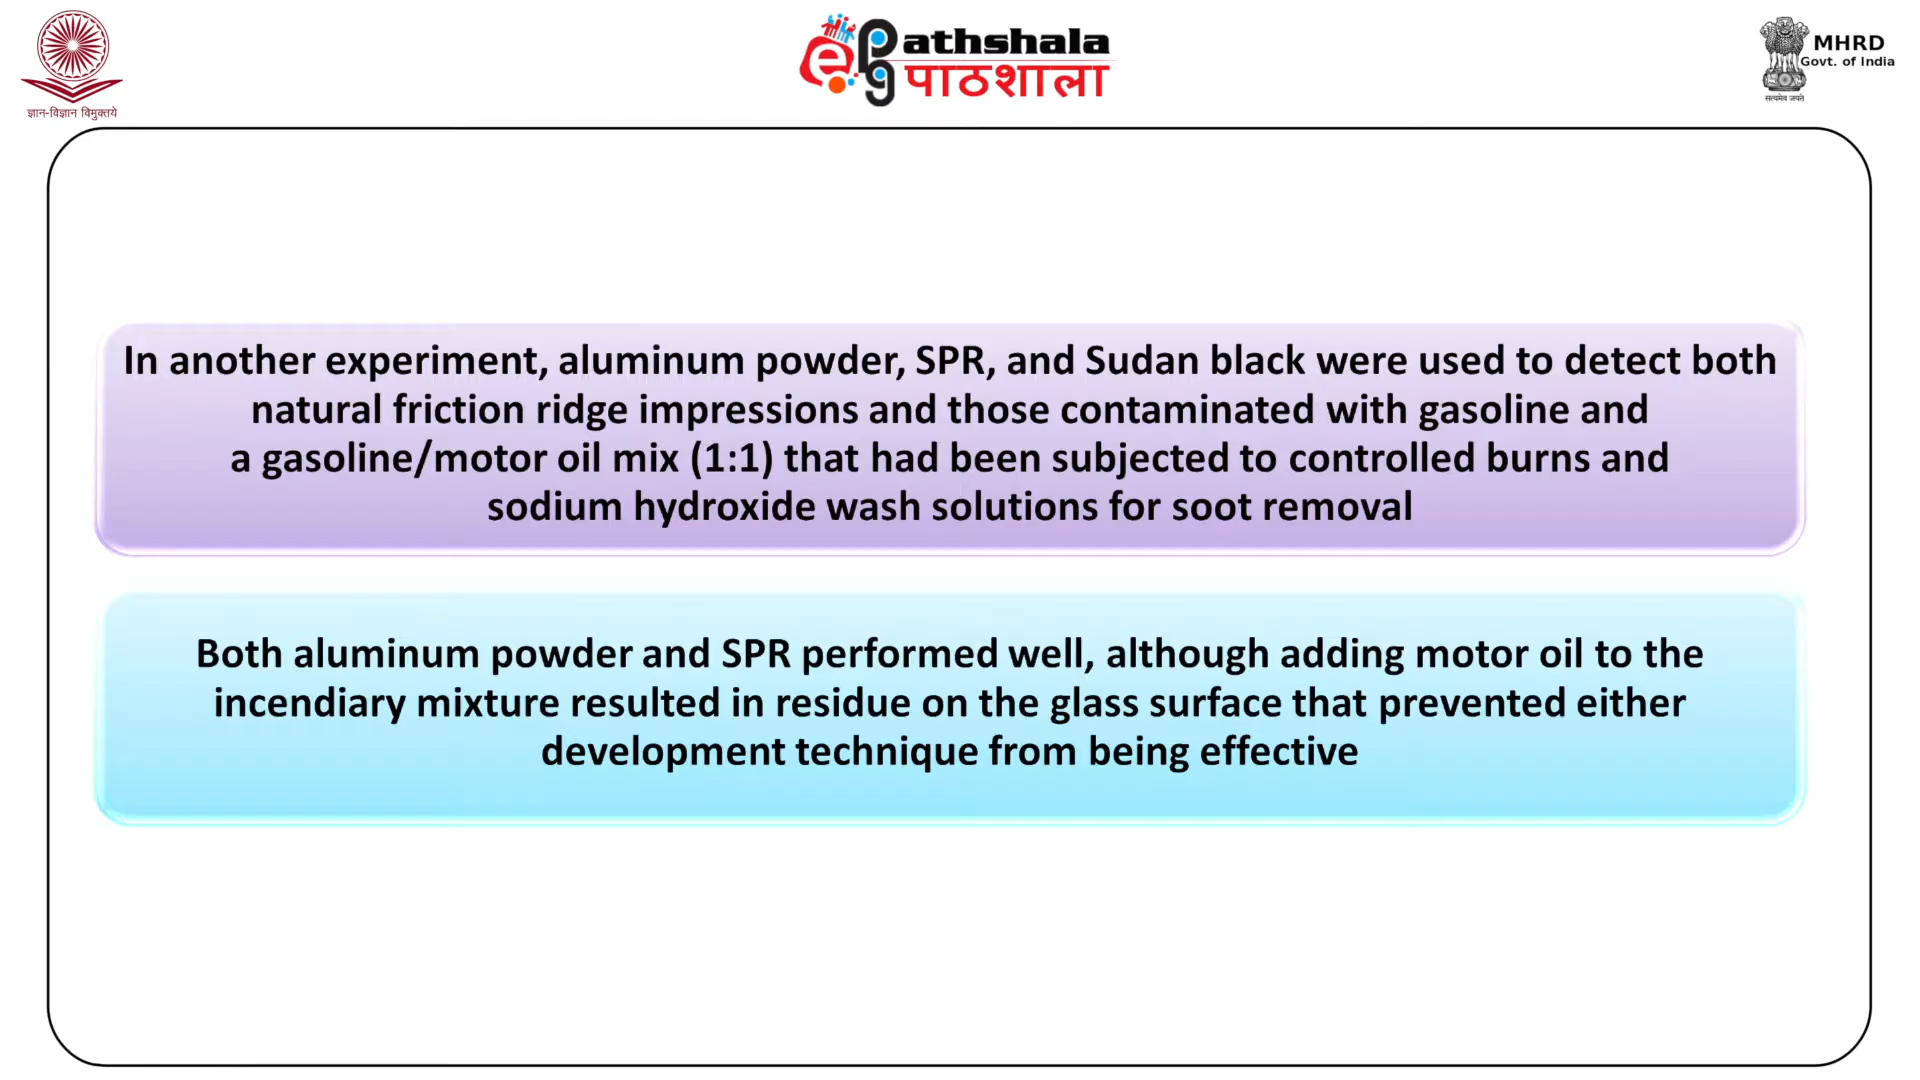 ज्ञान-विज्ञान विमुक्तये
e
PG athshala
पाठशाला
MHRD
Govt. of India
सत्यमेव जयते
In another experiment, aluminum powder, SPR, and Sudan black were used to detect both
natural friction ridge impressions and those contaminated with gasoline and
a gasoline/motor oil mix (1:1) that had been subjected to controlled burns and
sodium hydroxide wash solutions for soot removal
Both aluminum powder and SPR performed well, although adding motor oil to the
incendiary mixture resulted in residue on the glass surface that prevented either
development technique from being effective